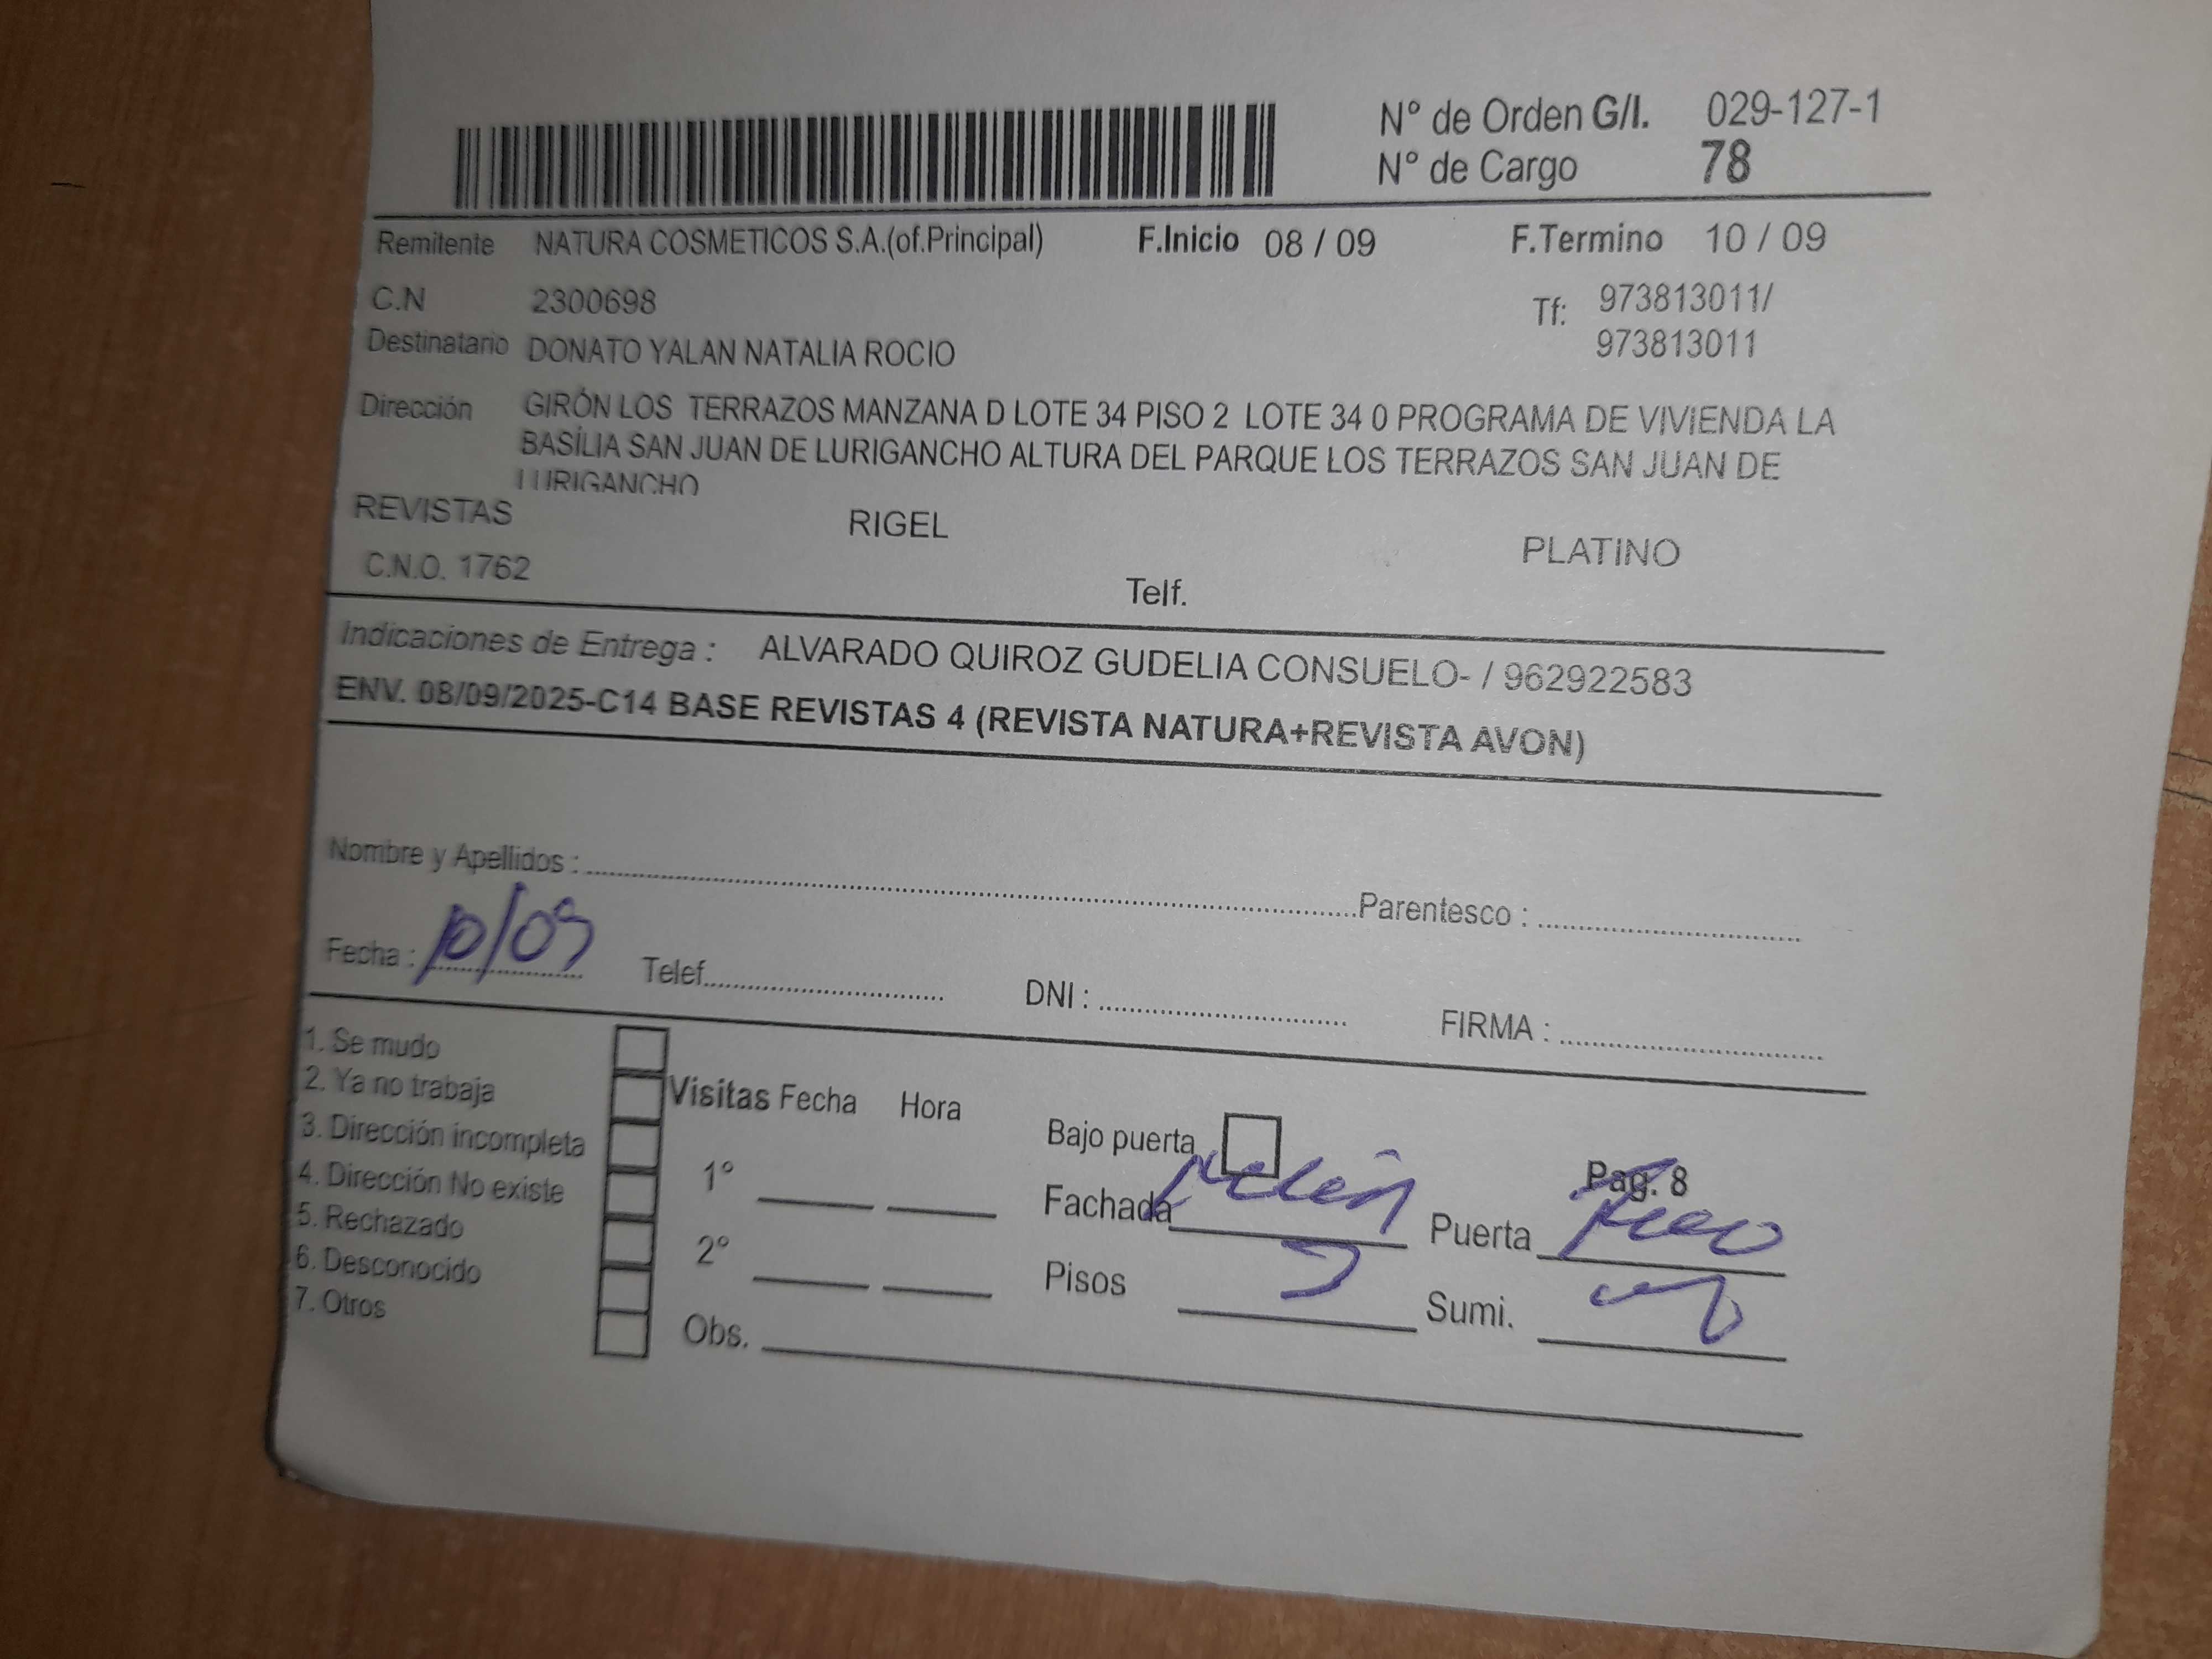 Nº de Orden G/I. 029-127-1
Nº de Cargo 78
Remitente NATURA COSMETICOS S.A.(of.Principal) F.Inicio 08 / 09 F.Termino 10 / 09
C.N 2300698 Tf: 973813011/
973813011
Destinatario DONATO YALAN NATALIA ROCIO
Dirección GIRÓN LOS TERRAZOS MANZANA D LOTE 34 PISO 2 LOTE 34 0 PROGRAMA DE VIVIENDA LA
BASÍLIA SAN JUAN DE LURIGANCHO ALTURA DEL PARQUE LOS TERRAZOS SAN JUAN DE
LURIGANCHO
REVISTAS RIGEL PLATINO
C.N.O. 1762 Telf.
Indicaciones de Entrega : ALVARADO QUIROZ GUDELIA CONSUELO- / 962922583
ENV. 08/09/2025-C14 BASE REVISTAS 4 (REVISTA NATURA+REVISTA AVON)
Nombre y Apellidos : Parentesco :
Fecha : 10/09 Telef. DNI : FIRMA :
1. Se mudo
2. Ya no trabaja
3. Dirección incompleta
4. Dirección No existe
5. Rechazado
6. Desconocido
7. Otros
Visitas Fecha Hora
1º
2º
Obs.
Bajo puerta Pag. 8
Fachada Puerta
Pisos Sumi.